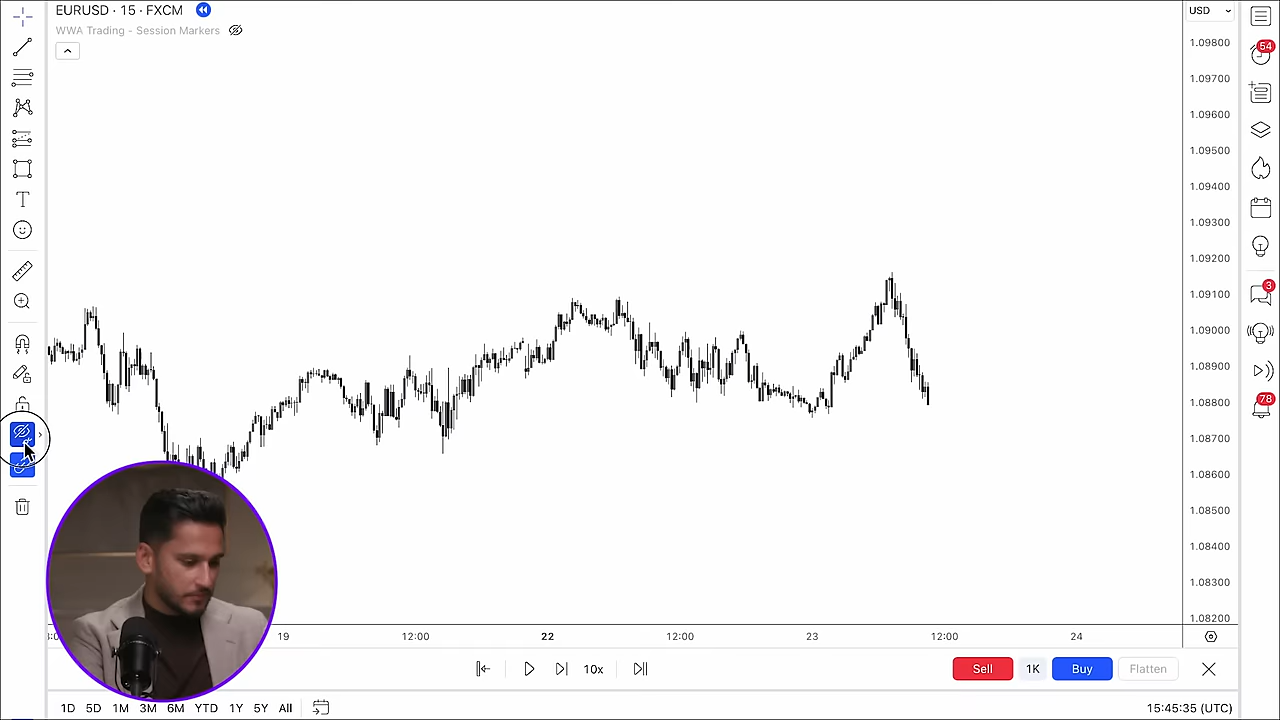 EURUSD · 15 · FXCM
WWA Trading - Session Markers
USD
1.09800
1.09700
1.09600
1.09500
1.09400
1.09300
1.09200
1.09100
1.09000
1.08900
1.08800
1.08700
1.08600
1.08500
1.08400
1.08300
1.08200
54
3
78
19 12:00 22 12:00 23 12:00 24
10x
Sell 1K Buy Flatten
1D 5D 1M 3M 6M YTD 1Y 5Y All
15:45:35 (UTC)